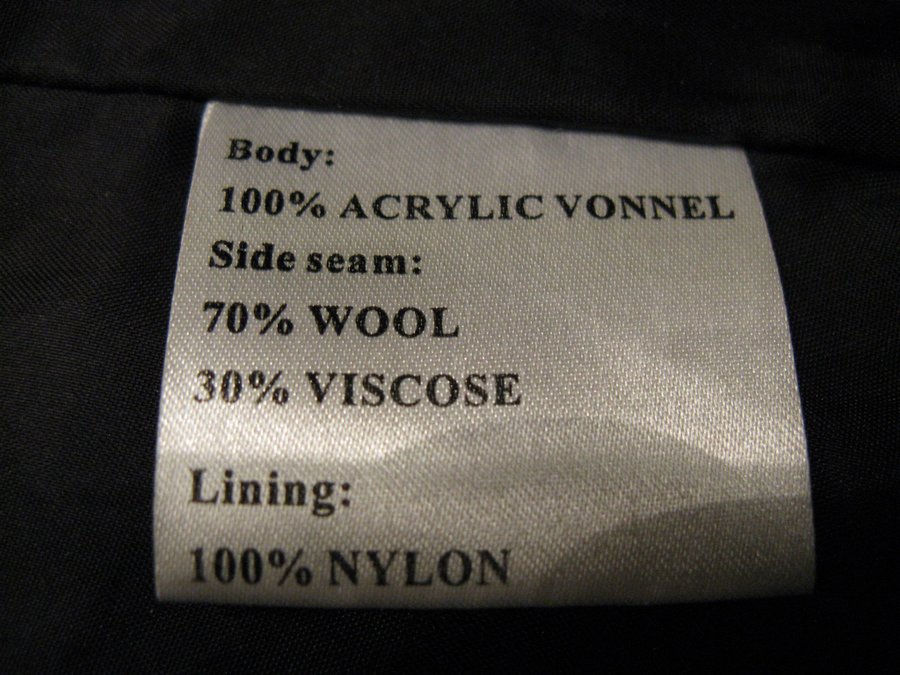 Body:
100% ACRYLIC VONNEL
Side seam:
70% WOOL
30% VISCOSE
Lining:
100% NYLON